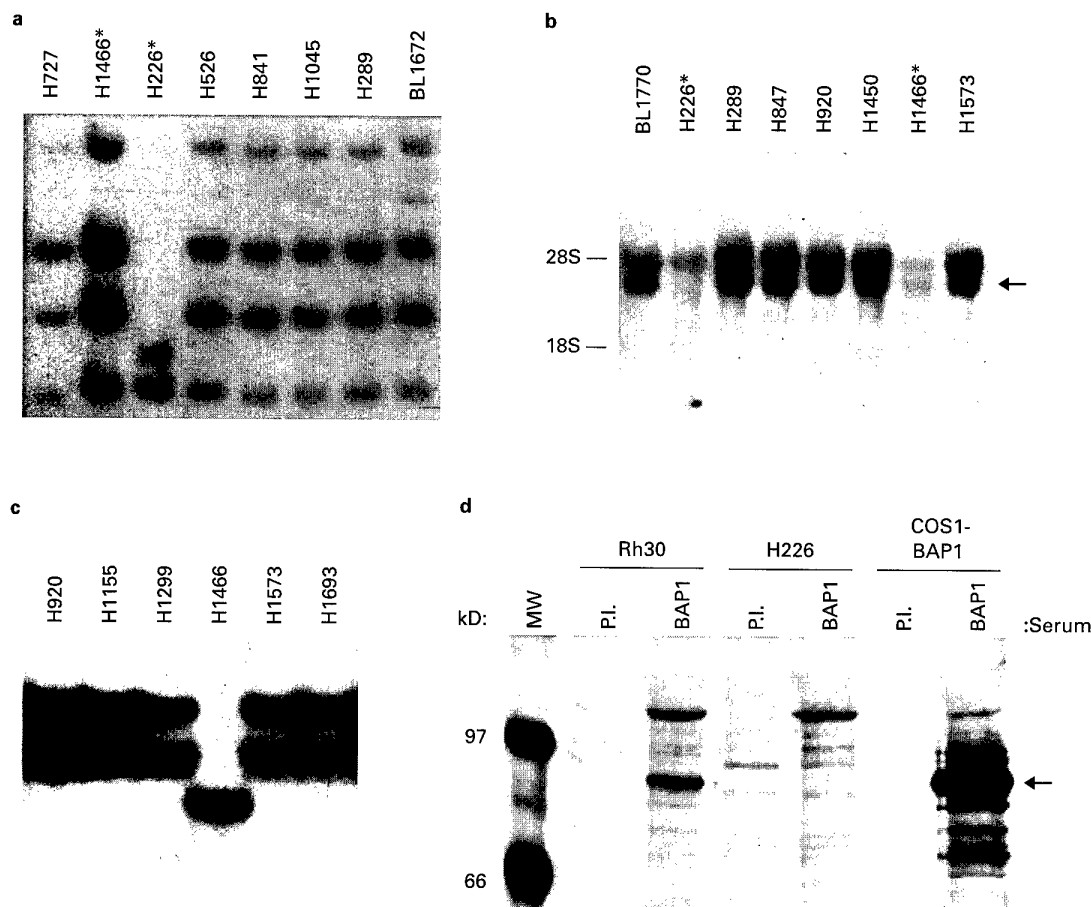 a
H727
H1466*
H226*
H526
H841
H1045
H289
BL1672
b
BL1770
H226*
H289
H847
H920
H1450
H1466*
H1573
28S
18S
c
H920
H1155
H1299
H1466
H1573
H1693
d
Rh30
H226
COS1-
BAP1
kD:
MW
P.I.
BAP1
P.I.
BAP1
P.I.
BAP1
:Serum
97
66